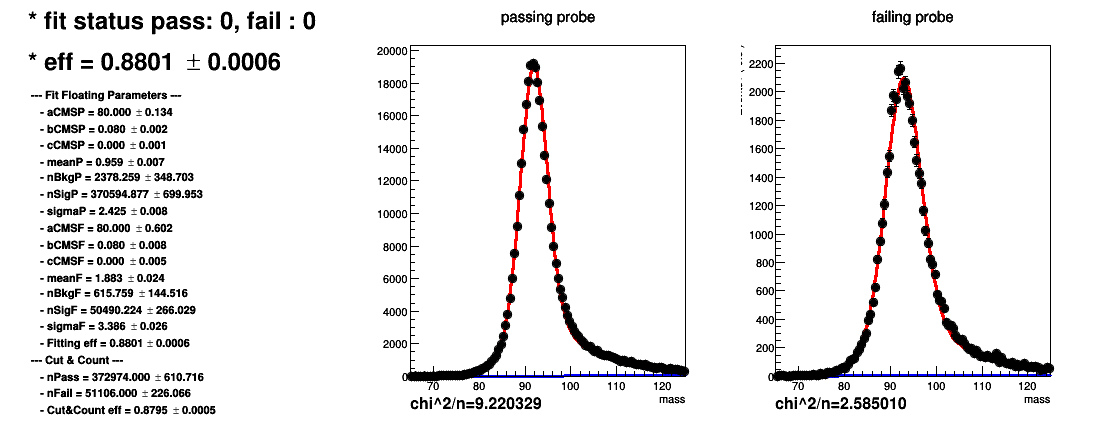 * fit status pass: 0, fail : 0
* eff = 0.8801 ± 0.0006
--- Fit Floating Parameters ---
- aCMSP = 80.000 ± 0.134
- bCMSP = 0.080 ± 0.002
- cCMSP = 0.000 ± 0.001
- meanP = 0.959 ± 0.007
- nBkgP = 2378.259 ± 348.703
- nSigP = 370594.877 ± 699.953
- sigmaP = 2.425 ± 0.008
- aCMSF = 80.000 ± 0.602
- bCMSF = 0.080 ± 0.008
- cCMSF = 0.000 ± 0.005
- meanF = 1.883 ± 0.024
- nBkgF = 615.759 ± 144.516
- nSigF = 50490.224 ± 266.029
- sigmaF = 3.386 ± 0.026
- Fitting eff = 0.8801 ± 0.0006
--- Cut & Count ---
- nPass = 372974.000 ± 610.716
- nFail = 51106.000 ± 226.066
- Cut&Count eff = 0.8795 ± 0.0005
passing probe
20000
18000
16000
14000
12000
10000
8000
6000
4000
2000
0
70 80 90 100 110 120
mass
chi^2/n=9.220329
failing probe
2200
2000
1800
1600
1400
1200
1000
800
600
400
200
0
70 80 90 100 110 120
mass
chi^2/n=2.585010